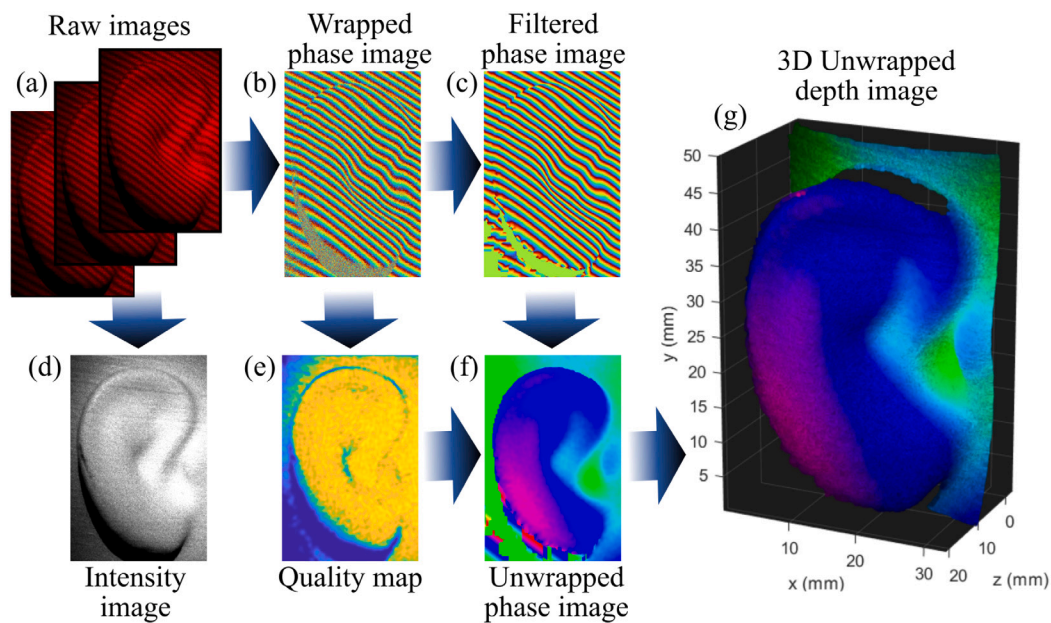 Raw images
(a)
Wrapped
phase image
(b)
Filtered
phase image
(c)
3D Unwrapped
depth image
(g)
(d)
Intensity
image
(e)
Quality map
(f)
Unwrapped
phase image
50
45
40
35
30
25
20
15
10
5
y (mm)
10
20
30
x (mm)
0
10
20
z (mm)